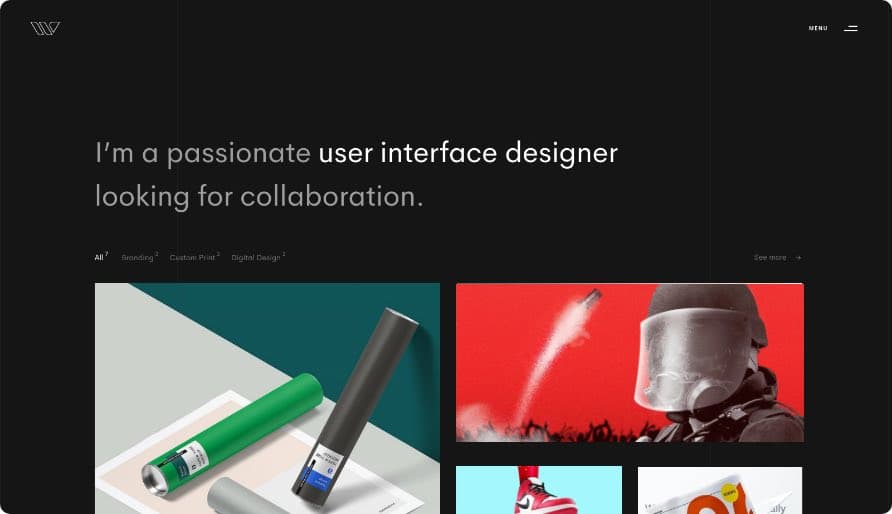 MENU
I'm a passionate user interface designer
looking for collaboration.
All 7 Branding 2 Custom Print 2 Digital Design 2 See more →